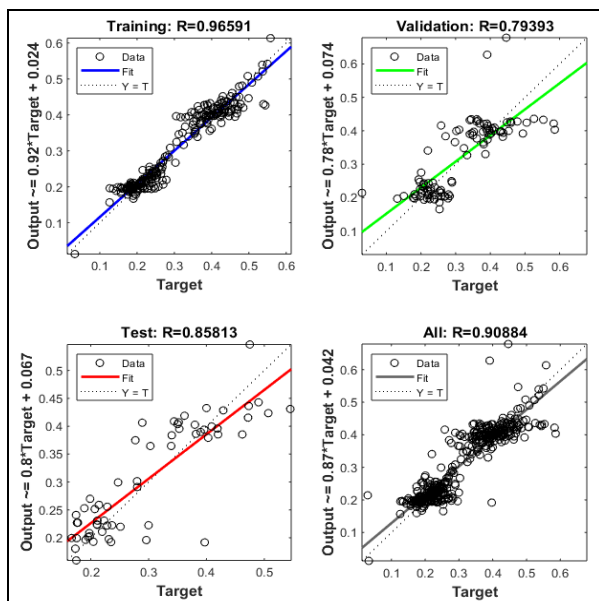 Training: R=0.96591
Output ~= 0.92*Target + 0.024
0.6
0.5
0.4
0.3
0.2
0.1
Data
Fit
Y = T
0.1 0.2 0.3 0.4 0.5 0.6
Target
Validation: R=0.79393
Output ~= 0.78*Target + 0.074
0.6
0.5
0.4
0.3
0.2
0.1
Data
Fit
Y = T
0.1 0.2 0.3 0.4 0.5 0.6
Target
Test: R=0.85813
Output ~= 0.8*Target + 0.067
0.5
0.45
0.4
0.35
0.3
0.25
0.2
Data
Fit
Y = T
0.2 0.3 0.4 0.5
Target
All: R=0.90884
Output ~= 0.87*Target + 0.042
0.6
0.5
0.4
0.3
0.2
0.1
Data
Fit
Y = T
0.1 0.2 0.3 0.4 0.5 0.6
Target